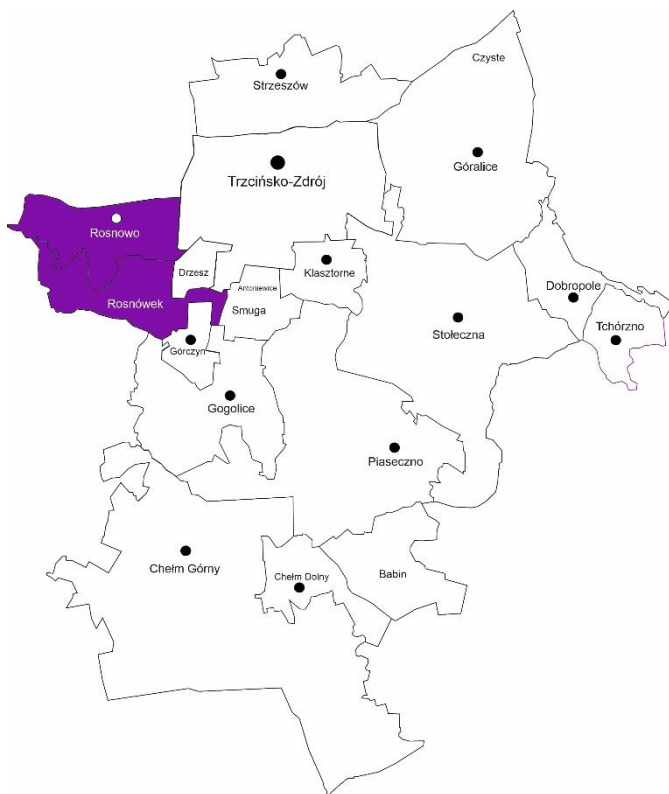 Czyste
Strzeszów
Góralice
Trzcińsko-Zdrój
Rosnowo
Drzesz
Klasztorne
Antoniewice
Dobropole
Rosnówek
Smuga
Tchórzno
Stołeczna
Górczyn
Gogolice
Piaseczno
Chełm Górny
Chełm Dolny
Babin